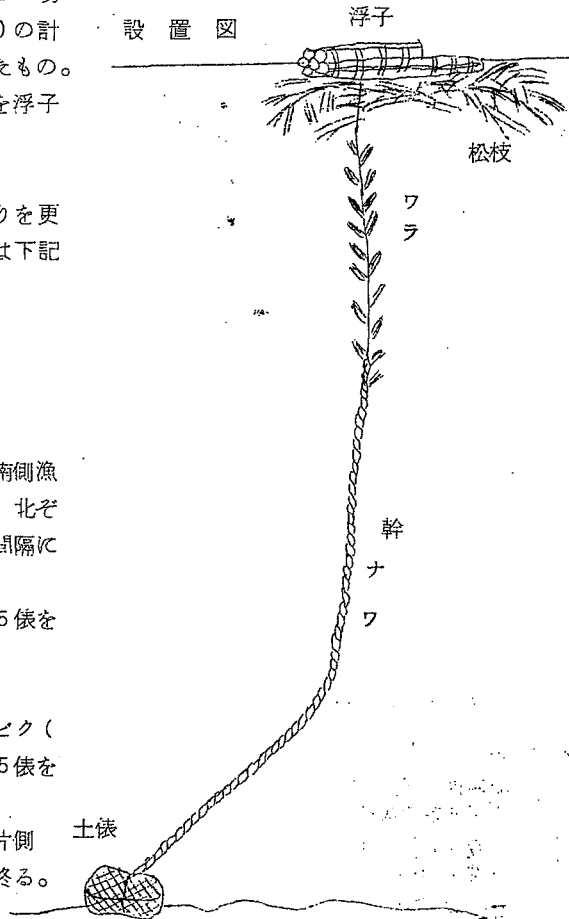 )の計
たもの。
を浮子
りを更
は下記
南側漁
北ぞ
間隔に
5俵を
ビク(
5俵を
片側
終る。
設置図
浮子
松枝
ワラ
幹ナワ
土俵